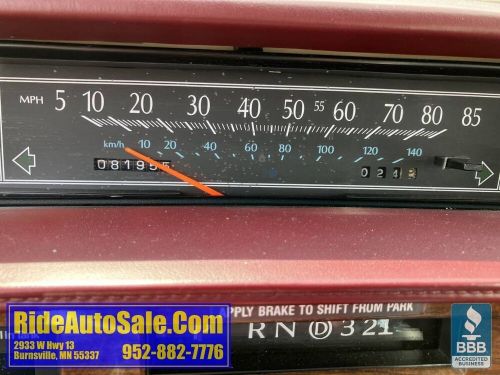 MPH 5 10 20 30 40 50 55 60 70 80 85
km/h 10 20 40 60 80 100 120 140
08195
024
APPLY BRAKE TO SHIFT FROM PARK
R N D 3 2 1
RideAutoSale.Com
2933 W Hwy 13
Burnsville, MN 55337
952-882-7776
BBB
ACCREDITED
BUSINESS